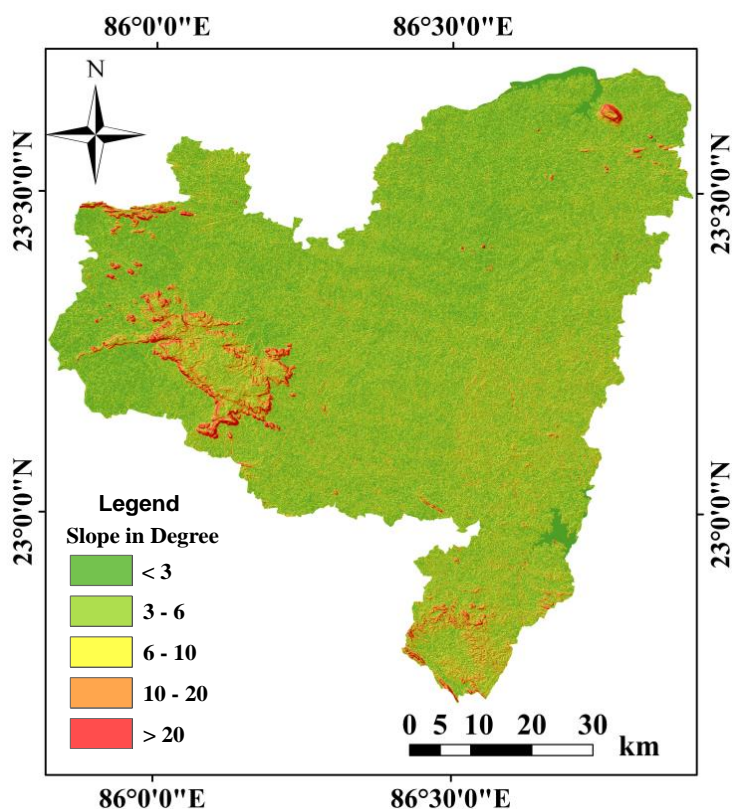 86°0'0"E 86°30'0"E
N
23°30'0"N 23°30'0"N
23°0'0"N 23°0'0"N
Legend
Slope in Degree
< 3
3 - 6
6 - 10
10 - 20
> 20
0 5 10 20 30
km
86°0'0"E 86°30'0"E